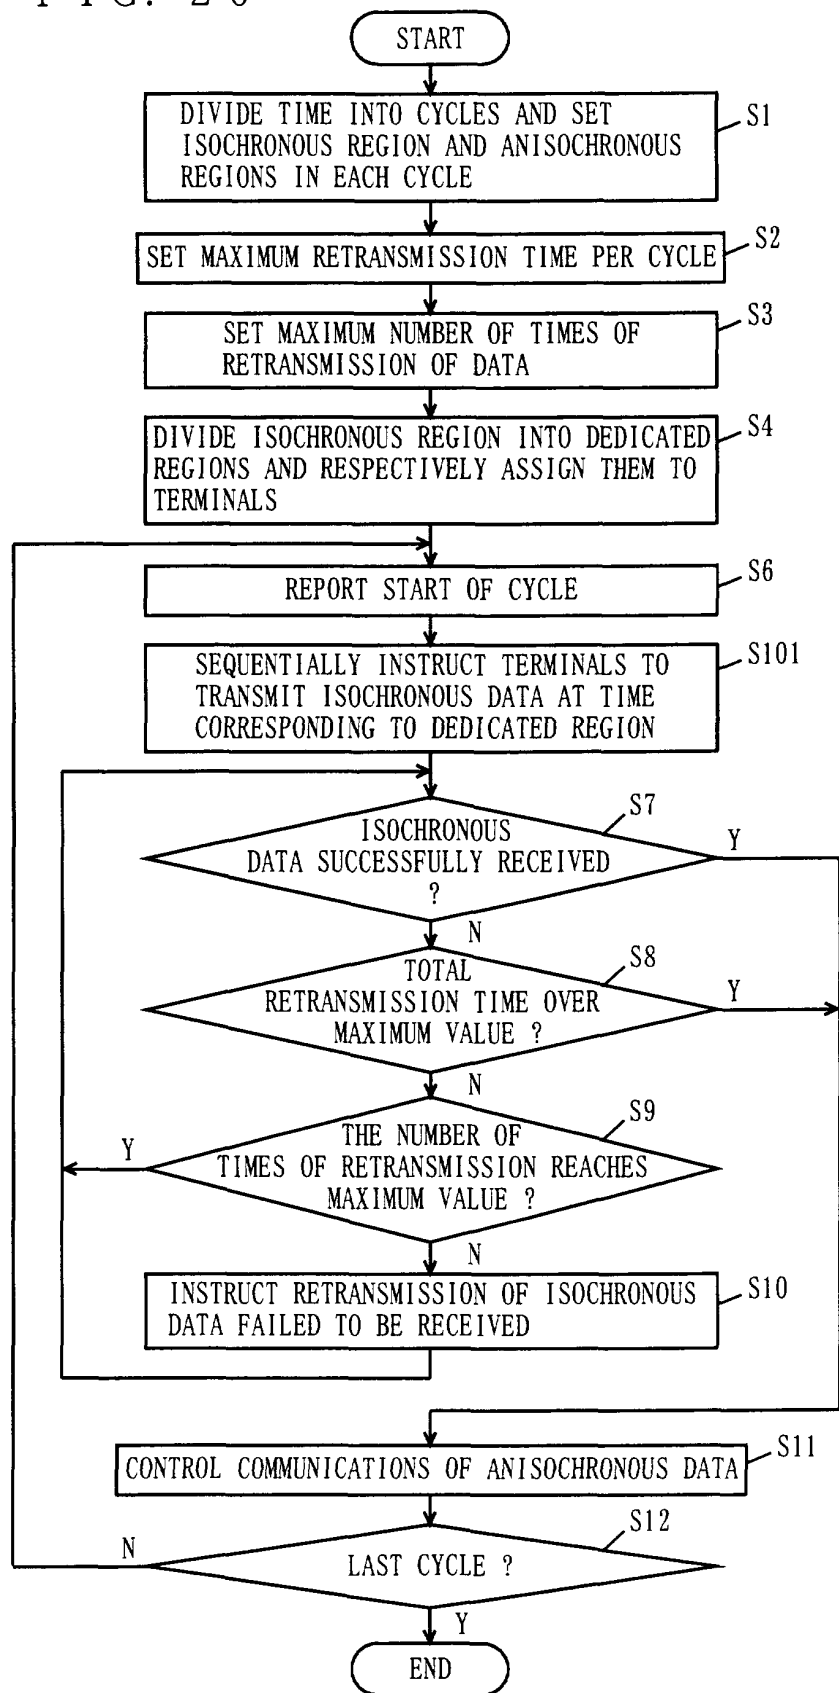 START
DIVIDE TIME INTO CYCLES AND SET
ISOCHRONOUS REGION AND ANISOCHRONOUS
REGIONS IN EACH CYCLE
S1
SET MAXIMUM RETRANSMISSION TIME PER CYCLE
S2
SET MAXIMUM NUMBER OF TIMES OF
RETRANSMISSION OF DATA
S3
DIVIDE ISOCHRONOUS REGION INTO DEDICATED
REGIONS AND RESPECTIVELY ASSIGN THEM TO
TERMINALS
S4
REPORT START OF CYCLE
S6
SEQUENTIALLY INSTRUCT TERMINALS TO
TRANSMIT ISOCHRONOUS DATA AT TIME
CORRESPONDING TO DEDICATED REGION
S101
ISOCHRONOUS
DATA SUCCESSFULLY RECEIVED
?
S7
Y
N
TOTAL
RETRANSMISSION TIME OVER
MAXIMUM VALUE ?
S8
Y
N
THE NUMBER OF
TIMES OF RETRANSMISSION REACHES
MAXIMUM VALUE ?
S9
Y
N
INSTRUCT RETRANSMISSION OF ISOCHRONOUS
DATA FAILED TO BE RECEIVED
S10
CONTROL COMMUNICATIONS OF ANISOCHRONOUS DATA
S11
LAST CYCLE ?
S12
N
Y
END